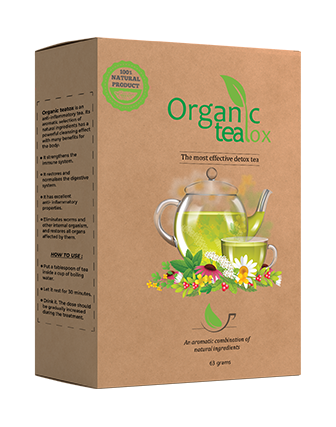 100%
NATURAL
PRODUCT
Organic teatox is
an anti-inflammatory tea. Its
aromatic selection of
natural ingredients has a
powerful cleansing effect
with many benefits for
the body:
It strengthens the
immune system.
It restores and
normalizes the digestive
system.
It has excellent
anti-inflammatory
properties.
Eliminates worms and
other internal organism,
and restores all organs
affected by them.
HOW TO USE :
Put a tablespoon of tea
inside a cup of boiling
water.
Let it rest for 30 minutes.
Drink it. The dose should
be gradually increased
during the treatment.
Organic
teatox
The most effective detox tea
An aromatic combination of
natural ingredients
63 grams